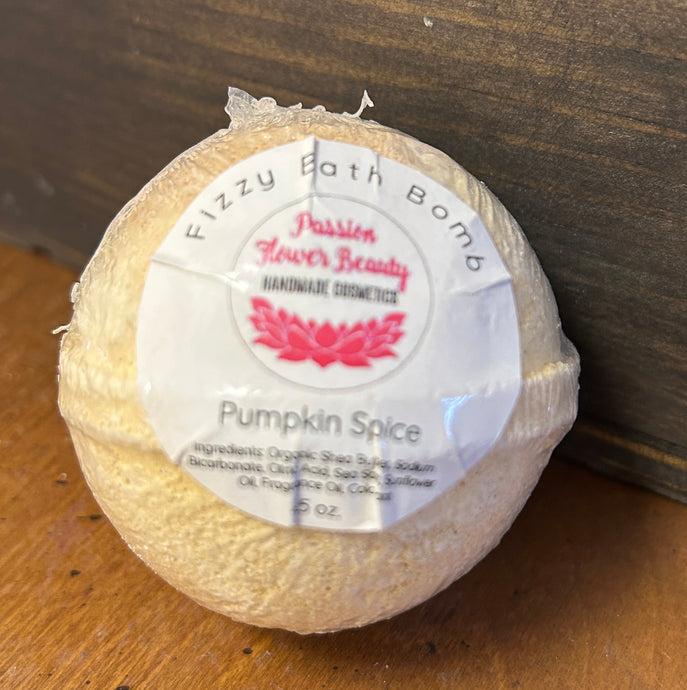 Fizzy Bath Bomb
Passion
Flower Beauty
HANDMADE COSMETICS
Pumpkin Spice
Ingredients: Organic Shea Butter, Sodium
Bicarbonate, Citric Acid, Sea Salt, Sunflower
Oil, Fragrance Oil,
5 oz.